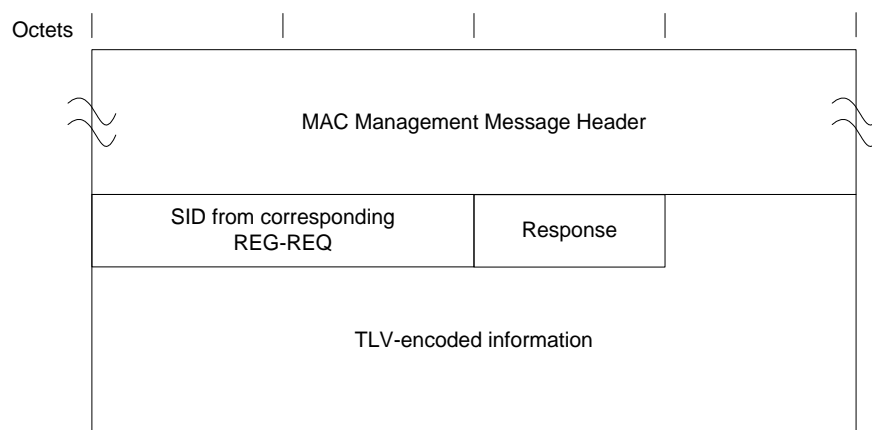 Octets
MAC Management Message Header
SID from corresponding
REG-REQ
Response
TLV-encoded information